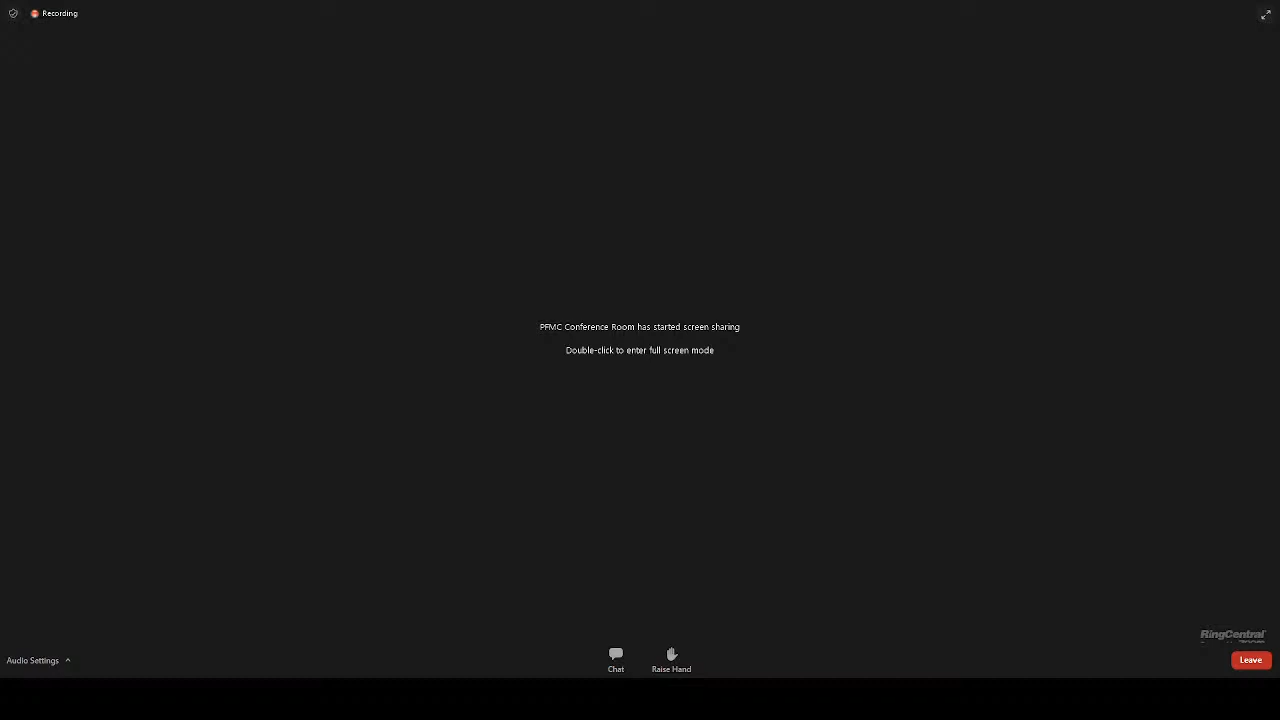 Recording
PFMC Conference Room has started screen sharing
Double-click to enter full screen mode
RingCentral
Audio Settings
Chat
Raise Hand
Leave